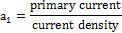 a₁ = primary current / current density